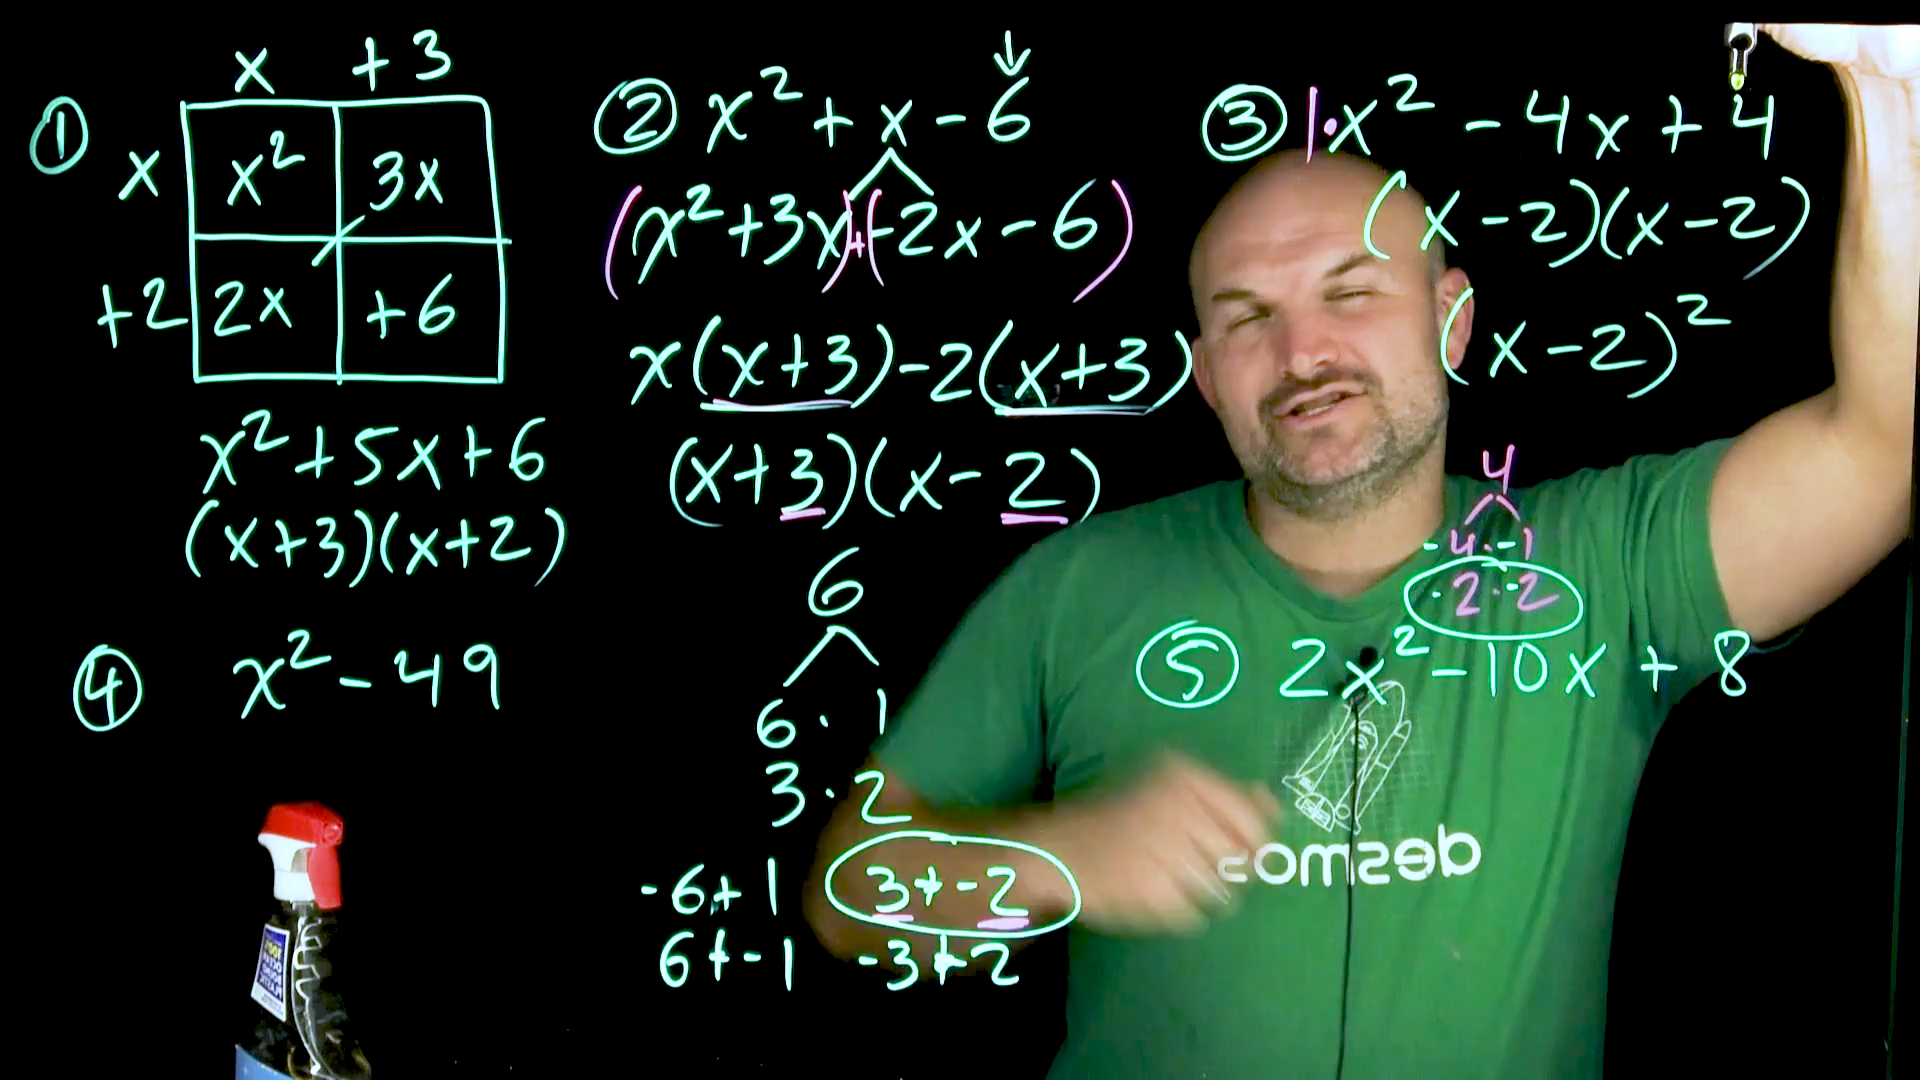 ① x + 3
x x² 3x
+2 2x +6
x² + 5x + 6
(x+3)(x+2)
② x² + x - 6
(x² + 3x)+(-2x - 6)
x(x+3) - 2(x+3)
(x+3)(x-2)
6
6 · 1
3 · 2
-6 + 1 3 + -2
6 + -1 -3 + 2
③ 1·x² - 4x + 4
(x - 2)(x - 2)
(x - 2)²
4
-4 · -1
-2 · -2
④ x² - 49
⑤ 2x² - 10x + 8
desmos